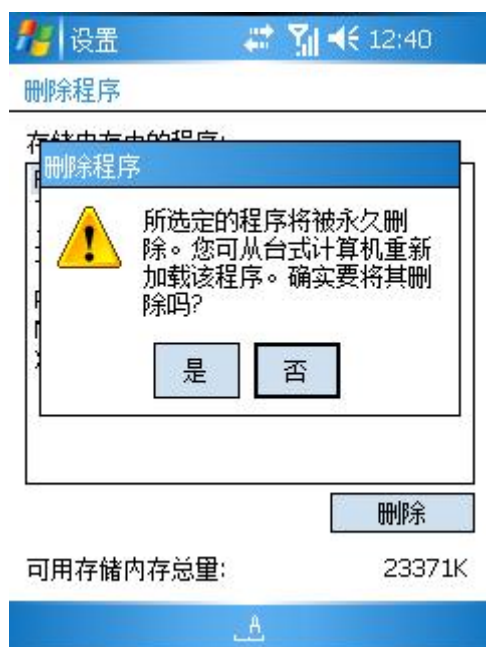 设置
12:40
删除程序
删除程序
所选定的程序将被永久删
除。您可从台式计算机重新
加载该程序。确实要将其删
除吗?
是
否
删除
可用存储内存总量:
23371K
A